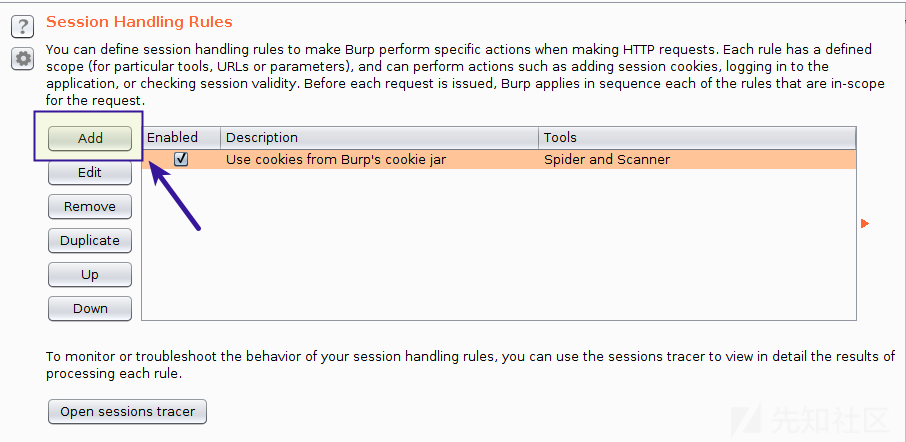 Session Handling Rules
?
You can define session handling rules to make Burp perform specific actions when making HTTP requests. Each rule has a defined
scope (for particular tools, URLs or parameters), and can perform actions such as adding session cookies, logging in to the
application, or checking session validity. Before each request is issued, Burp applies in sequence each of the rules that are in-scope
for the request.
Add
Enabled Description Tools
Use cookies from Burp's cookie jar Spider and Scanner
Edit
Remove
Duplicate
Up
Down
To monitor or troubleshoot the behavior of your session handling rules, you can use the sessions tracer to view in detail the results of
processing each rule.
Open sessions tracer
先知社区